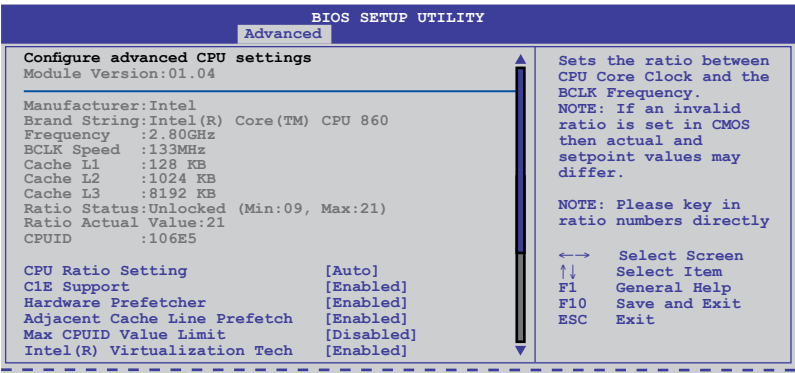 BIOS SETUP UTILITY
Advanced
Configure advanced CPU settings
Module Version:01.04
Manufacturer:Intel
Brand String:Intel(R) Core(TM) CPU 860
Frequency   :2.80GHz
BCLK Speed  :133MHz
Cache L1    :128 KB
Cache L2    :1024 KB
Cache L3    :8192 KB
Ratio Status:Unlocked (Min:09, Max:21)
Ratio Actual Value:21
CPUID       :106E5
CPU Ratio Setting [Auto]
C1E Support [Enabled]
Hardware Prefetcher [Enabled]
Adjacent Cache Line Prefetch [Enabled]
Max CPUID Value Limit [Disabled]
Intel(R) Virtualization Tech [Enabled]
Sets the ratio between
CPU Core Clock and the
BCLK Frequency.
NOTE: If an invalid
ratio is set in CMOS
then actual and
setpoint values may
differ.
NOTE: Please key in
ratio numbers directly
←→ Select Screen
↑↓ Select Item
F1 General Help
F10 Save and Exit
ESC Exit